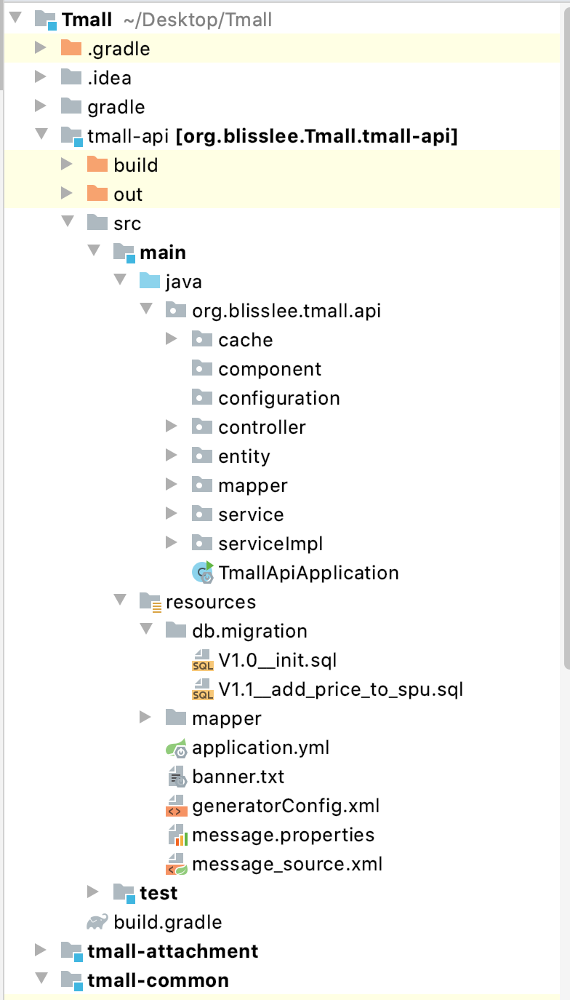 Tmall ~/Desktop/Tmall
.gradle
.idea
gradle
tmall-api [org.blisslee.Tmall.tmall-api]
build
out
src
main
java
org.blisslee.tmall.api
cache
component
configuration
controller
entity
mapper
service
serviceImpl
C TmallApiApplication
resources
db.migration
SQL V1.0__init.sql
SQL V1.1__add_price_to_spu.sql
mapper
application.yml
banner.txt
<> generatorConfig.xml
message.properties
message_source.xml
test
build.gradle
tmall-attachment
tmall-common